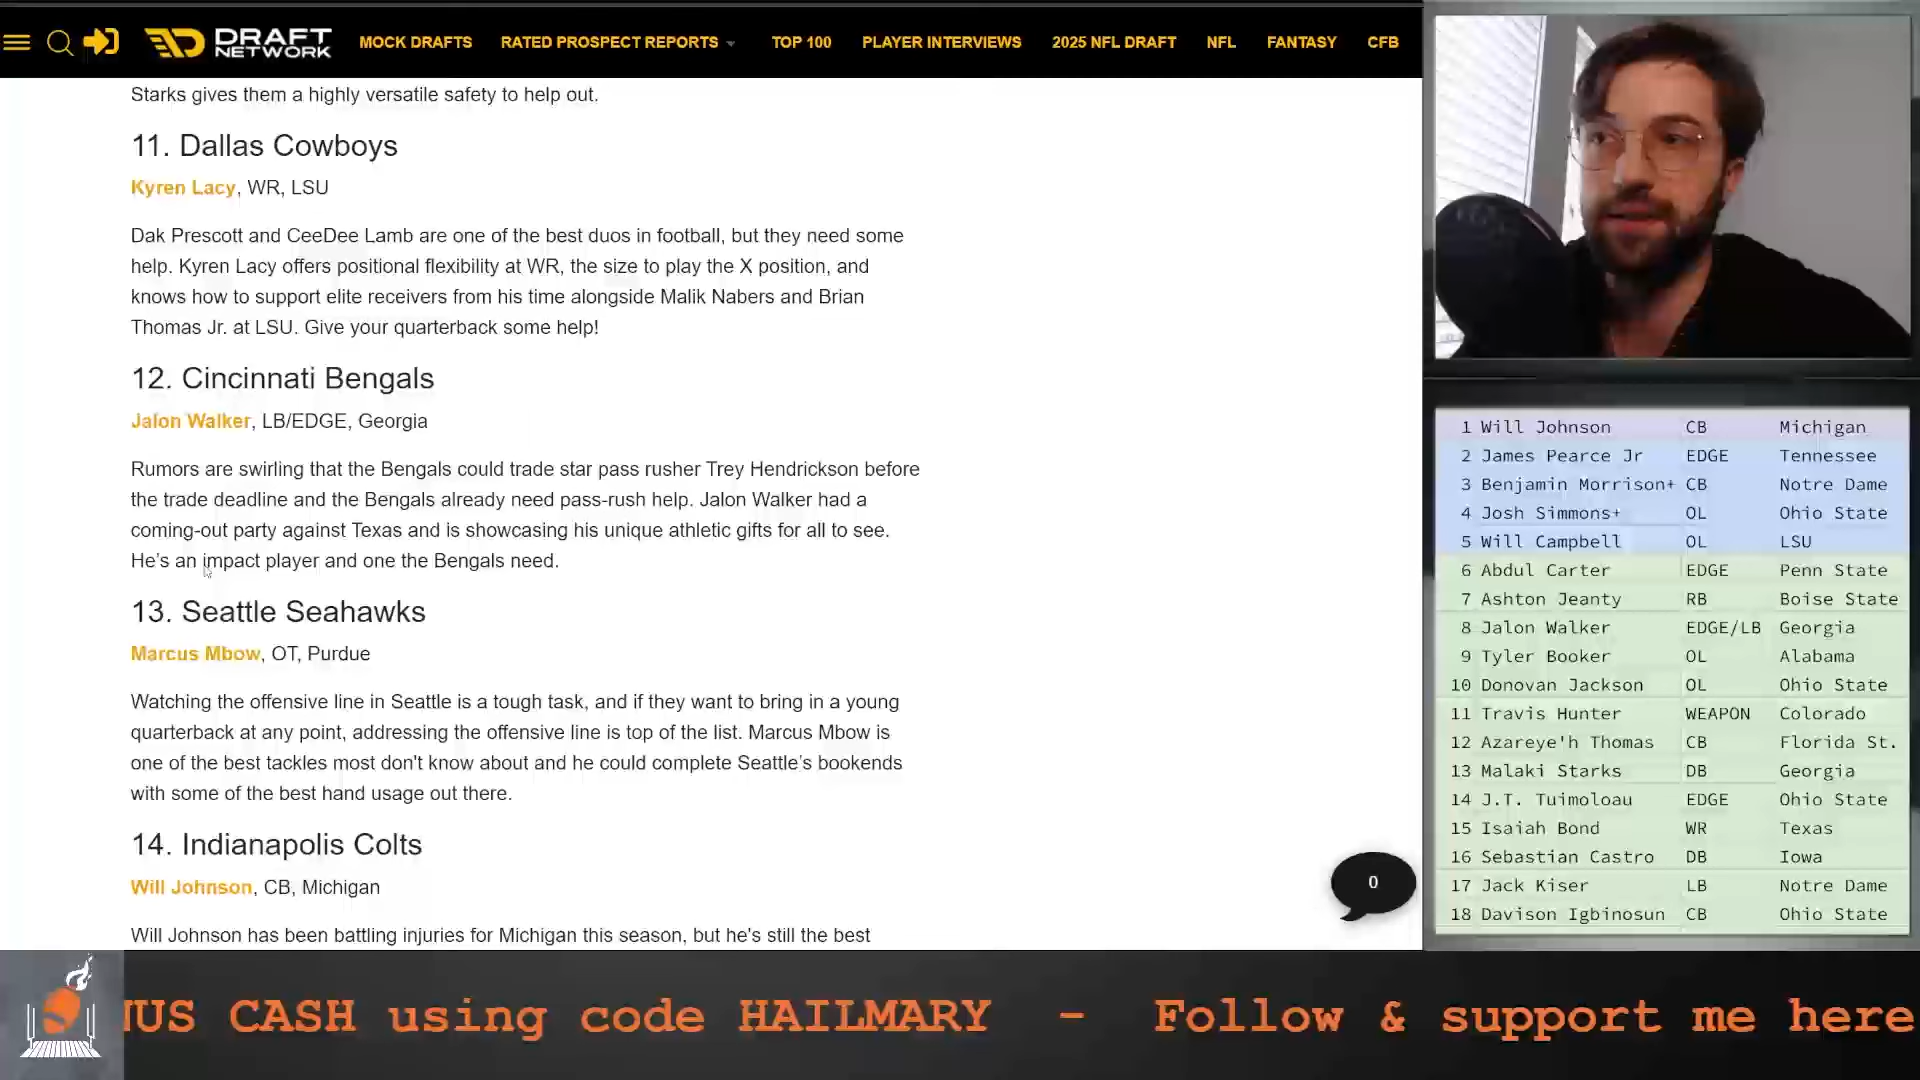 DRAFT NETWORK
MOCK DRAFTS
RATED PROSPECT REPORTS
TOP 100
PLAYER INTERVIEWS
2025 NFL DRAFT
NFL
FANTASY
CFB
Starks gives them a highly versatile safety to help out.
11. Dallas Cowboys
Kyren Lacy, WR, LSU
Dak Prescott and CeeDee Lamb are one of the best duos in football, but they need some
help. Kyren Lacy offers positional flexibility at WR, the size to play the X position, and
knows how to support elite receivers from his time alongside Malik Nabers and Brian
Thomas Jr. at LSU. Give your quarterback some help!
12. Cincinnati Bengals
Jalon Walker, LB/EDGE, Georgia
Rumors are swirling that the Bengals could trade star pass rusher Trey Hendrickson before
the trade deadline and the Bengals already need pass-rush help. Jalon Walker had a
coming-out party against Texas and is showcasing his unique athletic gifts for all to see.
He's an impact player and one the Bengals need.
13. Seattle Seahawks
Marcus Mbow, OT, Purdue
Watching the offensive line in Seattle is a tough task, and if they want to bring in a young
quarterback at any point, addressing the offensive line is top of the list. Marcus Mbow is
one of the best tackles most don't know about and he could complete Seattle's bookends
with some of the best hand usage out there.
14. Indianapolis Colts
Will Johnson, CB, Michigan
Will Johnson has been battling injuries for Michigan this season, but he's still the best
0
1 Will Johnson CB Michigan
2 James Pearce Jr EDGE Tennessee
3 Benjamin Morrison+ CB Notre Dame
4 Josh Simmons+ OL Ohio State
5 Will Campbell OL LSU
6 Abdul Carter EDGE Penn State
7 Ashton Jeanty RB Boise State
8 Jalon Walker EDGE/LB Georgia
9 Tyler Booker OL Alabama
10 Donovan Jackson OL Ohio State
11 Travis Hunter WEAPON Colorado
12 Azareye'h Thomas CB Florida St.
13 Malaki Starks DB Georgia
14 J.T. Tuimoloau EDGE Ohio State
15 Isaiah Bond WR Texas
16 Sebastian Castro DB Iowa
17 Jack Kiser LB Notre Dame
18 Davison Igbinosun CB Ohio State
NUS CASH using code HAILMARY - Follow & support me here